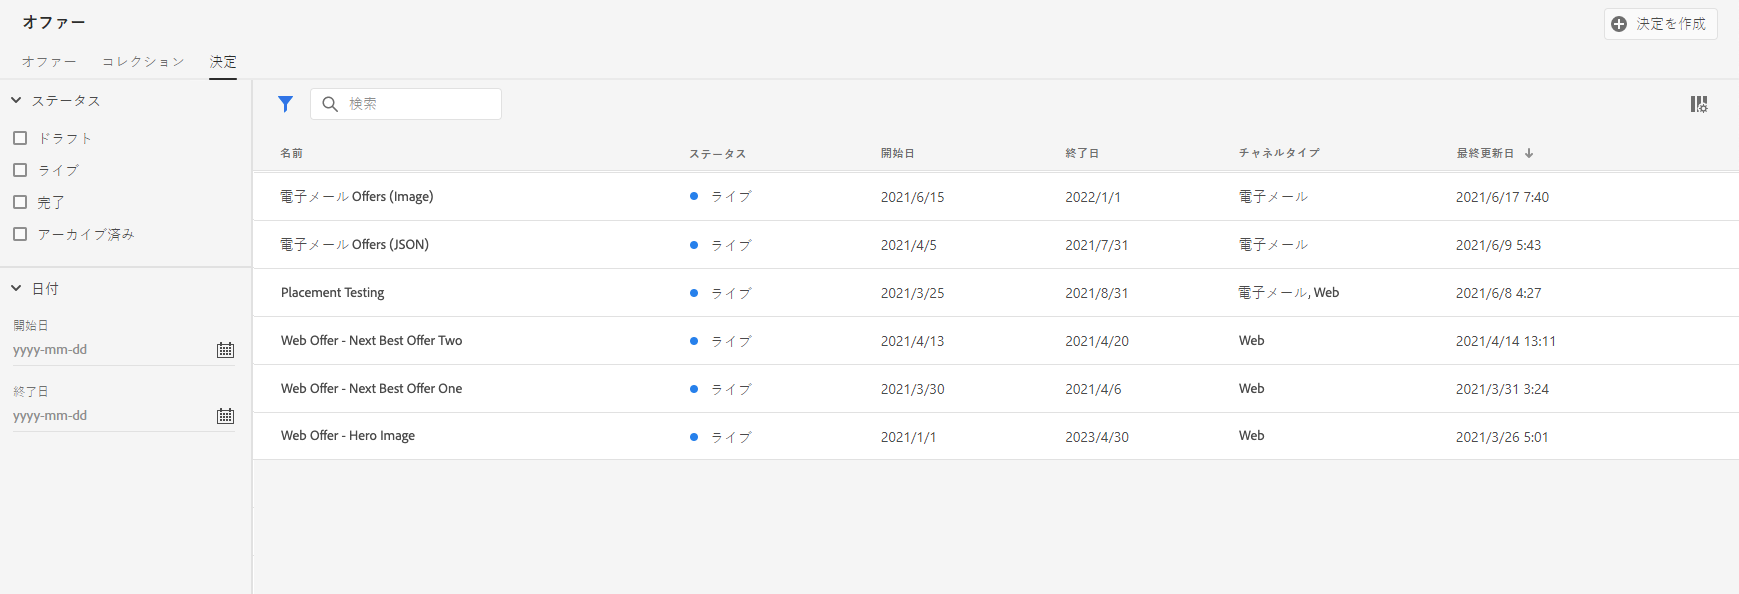 オファー
決定を作成
オファー コレクション 決定
ステータス
ドラフト
ライブ
完了
アーカイブ済み
日付
開始日
yyyy-mm-dd
終了日
yyyy-mm-dd
検索
名前 ステータス 開始日 終了日 チャネルタイプ 最終更新日
電子メール Offers (Image) ライブ 2021/6/15 2022/1/1 電子メール 2021/6/17 7:40
電子メール Offers (JSON) ライブ 2021/4/5 2021/7/31 電子メール 2021/6/9 5:43
Placement Testing ライブ 2021/3/25 2021/8/31 電子メール, Web 2021/6/8 4:27
Web Offer - Next Best Offer Two ライブ 2021/4/13 2021/4/20 Web 2021/4/14 13:11
Web Offer - Next Best Offer One ライブ 2021/3/30 2021/4/6 Web 2021/3/31 3:24
Web Offer - Hero Image ライブ 2021/1/1 2023/4/30 Web 2021/3/26 5:01